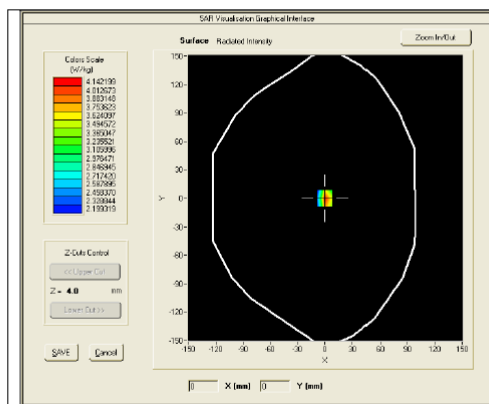 SAR Visualisation Graphical Interface
Surface Radiated Intensity
Zoom In/Out
Colors Scale
(W/kg)
4.142199
4.012673
3.883148
3.753623
3.624097
3.494572
3.365047
3.235521
3.105996
2.976471
2.846945
2.717420
2.587895
2.458370
2.328844
2.199319
Z-Cuts Control
<< Upper Cut
Z = 4.0 mm
Lower Cut >>
SAVE Cancel
150
120
90
60
30
0
-30
-60
-90
-120
-150
Y
-150 -120 -90 -60 -30 0 30 60 90 120 150
X
0 X (mm) 0 Y (mm)